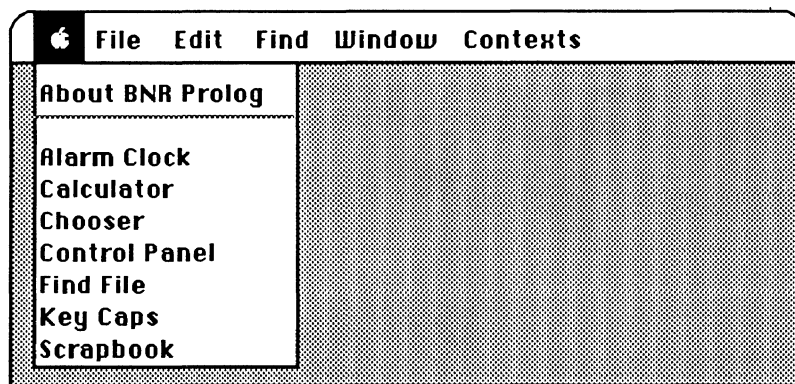 File Edit Find Window Contexts
About BNR Prolog
Alarm Clock
Calculator
Chooser
Control Panel
Find File
Key Caps
Scrapbook